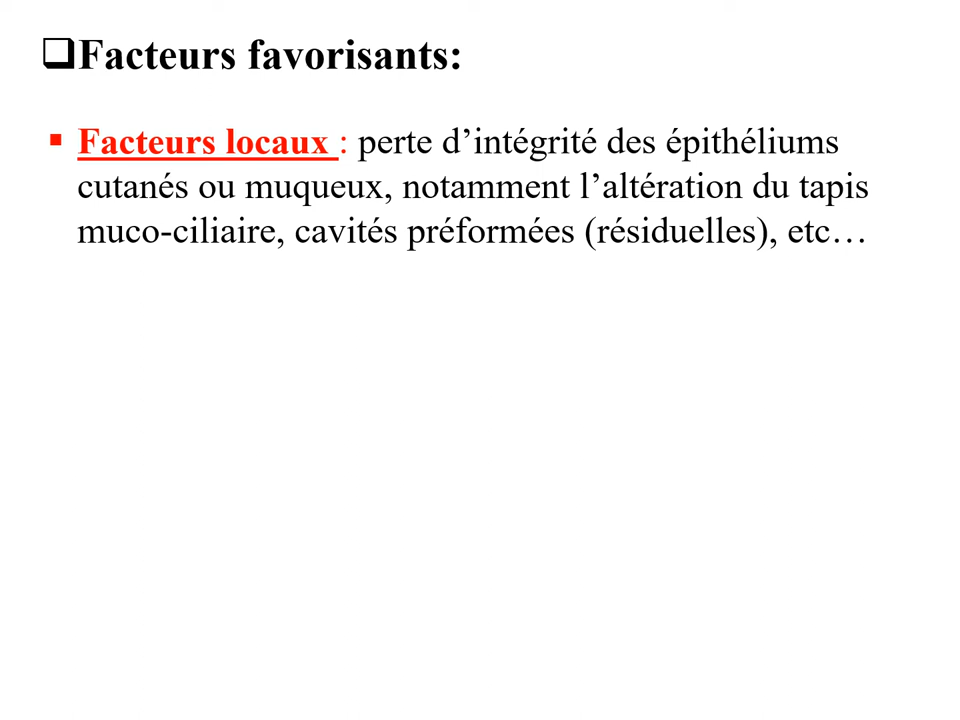 Facteurs favorisants:
Facteurs locaux : perte d’intégrité des épithéliums
cutanés ou muqueux, notamment l’altération du tapis
muco-ciliaire, cavités préformées (résiduelles), etc…